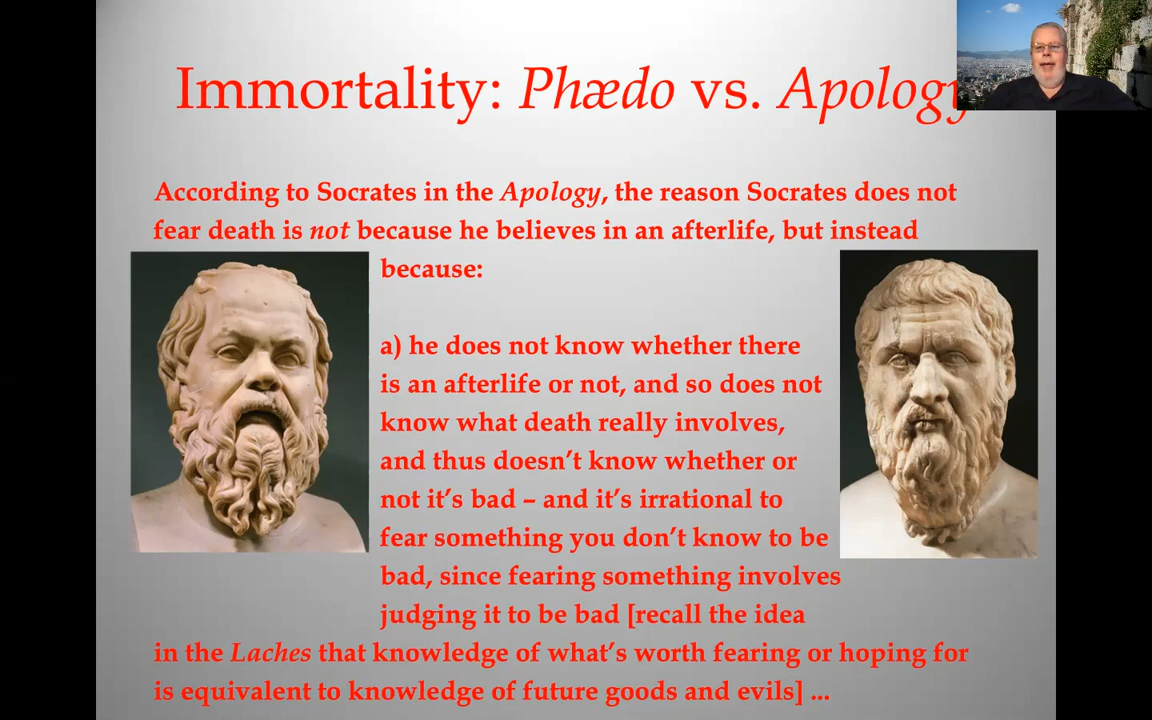 Immortality: Phædo vs. Apology
According to Socrates in the Apology, the reason Socrates does not
fear death is not because he believes in an afterlife, but instead
because:
a) he does not know whether there
is an afterlife or not, and so does not
know what death really involves,
and thus doesn’t know whether or
not it’s bad – and it’s irrational to
fear something you don’t know to be
bad, since fearing something involves
judging it to be bad [recall the idea
in the Laches that knowledge of what’s worth fearing or hoping for
is equivalent to knowledge of future goods and evils] ...